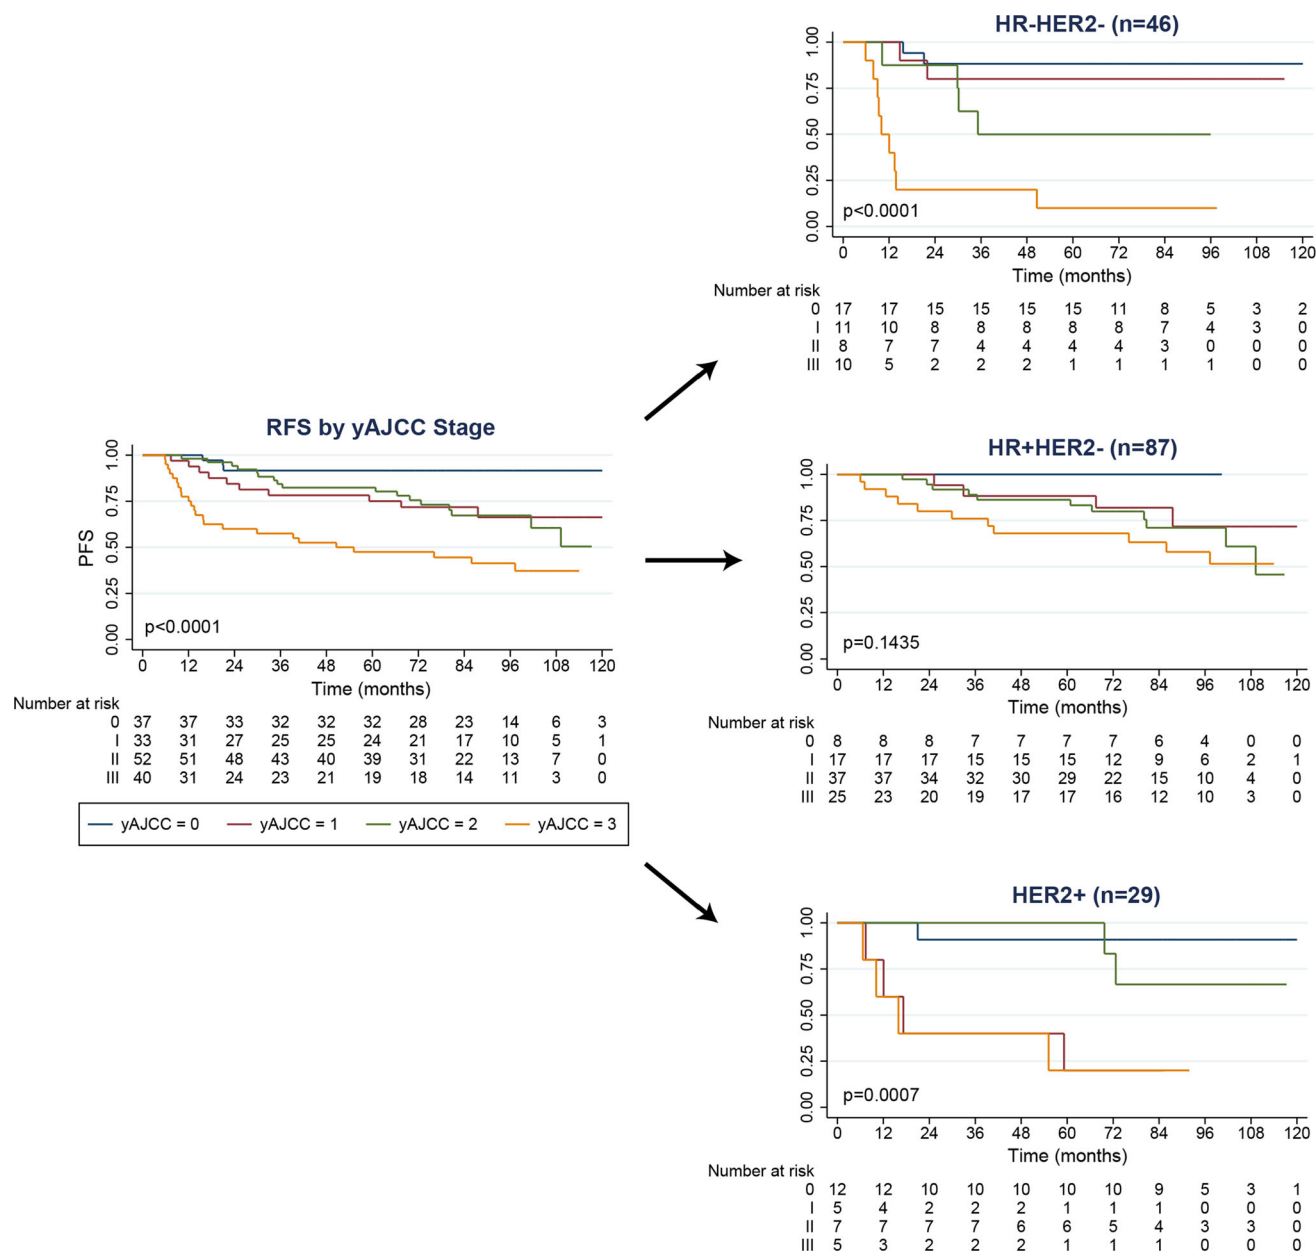 HR-HER2- (n=46)
1.00
0.75
0.50
0.25
0.00
p<0.0001
0 12 24 36 48 60 72 84 96 108 120
Time (months)
Number at risk
0 17 17 15 15 15 15 11 8 5 3 2
I 11 10 8 8 8 8 8 7 4 3 0
II 8 7 7 4 4 4 4 3 0 0 0
III 10 5 2 2 2 1 1 1 1 0 0
RFS by yAJCC Stage
PFS
1.00
0.75
0.50
0.25
0.00
p<0.0001
0 12 24 36 48 60 72 84 96 108 120
Time (months)
Number at risk
0 37 37 33 32 32 32 28 23 14 6 3
I 33 31 27 25 25 24 21 17 10 5 1
II 52 51 48 43 40 39 31 22 13 7 0
III 40 31 24 23 21 19 18 14 11 3 0
yAJCC = 0 yAJCC = 1 yAJCC = 2 yAJCC = 3
HR+HER2- (n=87)
1.00
0.75
0.50
0.25
0.00
p=0.1435
0 12 24 36 48 60 72 84 96 108 120
Time (months)
Number at risk
0 8 8 8 7 7 7 7 6 4 0 0
I 17 17 17 15 15 15 12 9 6 2 1
II 37 37 34 32 30 29 22 15 10 4 0
III 25 23 20 19 17 17 16 12 10 3 0
HER2+ (n=29)
1.00
0.75
0.50
0.25
0.00
p=0.0007
0 12 24 36 48 60 72 84 96 108 120
Time (months)
Number at risk
0 12 12 10 10 10 10 10 9 5 3 1
I 5 4 2 2 2 1 1 1 0 0 0
II 7 7 7 7 6 6 5 4 3 3 0
III 5 3 2 2 2 1 1 1 0 0 0